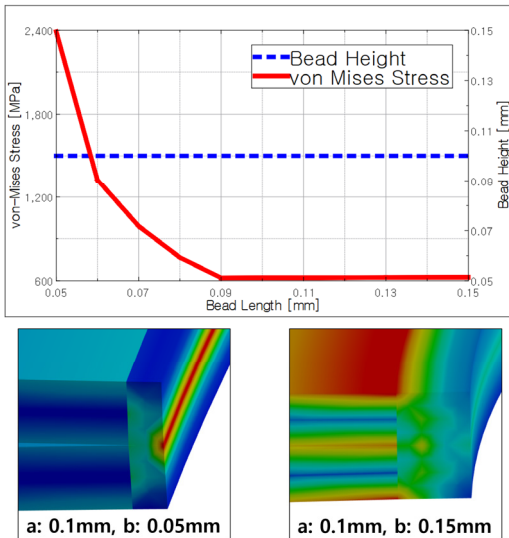 2,400
1,800
1,200
600
von-Mises Stress [MPa]
0.15
0.13
0.11
0.09
0.07
0.05
Bead Height [mm]
Bead Height
von Mises Stress
0.05 0.07 0.09 0.11 0.13 0.15
Bead Length [mm]
a: 0.1mm, b: 0.05mm
a: 0.1mm, b: 0.15mm